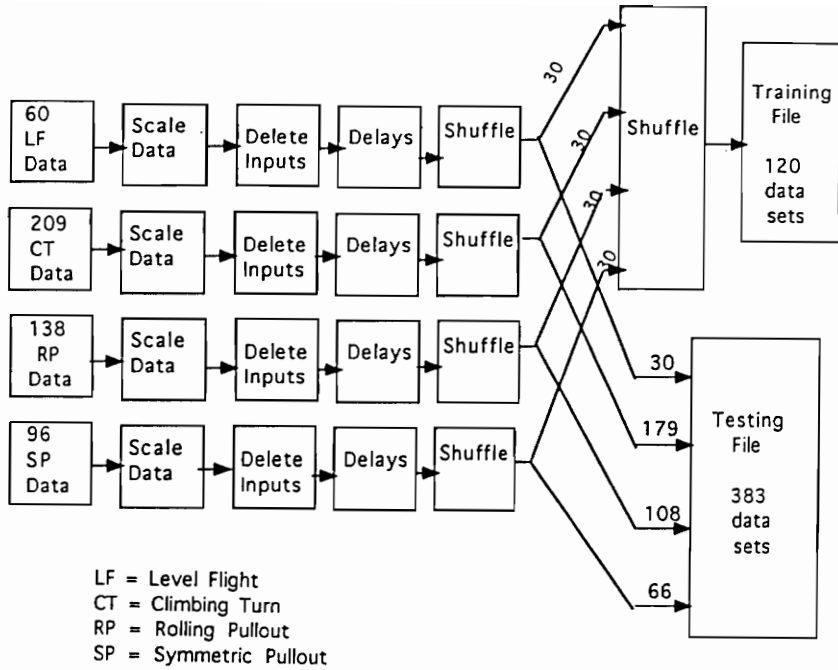 60
LF
Data
Scale
Data
Delete
Inputs
Delays
Shuffle
209
CT
Data
Scale
Data
Delete
Inputs
Delays
Shuffle
138
RP
Data
Scale
Data
Delete
Inputs
Delays
Shuffle
96
SP
Data
Scale
Data
Delete
Inputs
Delays
Shuffle
30
30
30
30
Shuffle
Training
File
120
data
sets
30
179
108
66
Testing
File
383
data
sets
LF = Level Flight
CT = Climbing Turn
RP = Rolling Pullout
SP = Symmetric Pullout